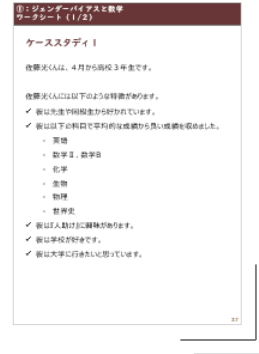 ①：ジェンダーバイアスと数学
ワークシート（1/2）
ケーススタディ I
佐藤光くんは、4月から高校3年生です。
佐藤光くんには以下のような特徴があります。
✓ 彼は先生や同級生から好かれています。
✓ 彼は以下の科目で平均的な成績から良い成績を収めました。
- 英語
- 数学Ⅱ, 数学B
- 化学
- 生物
- 物理
- 世界史
✓ 彼は『人助け』に興味があります。
✓ 彼は学校が好きです。
✓ 彼は大学に行きたいと思っています。
37